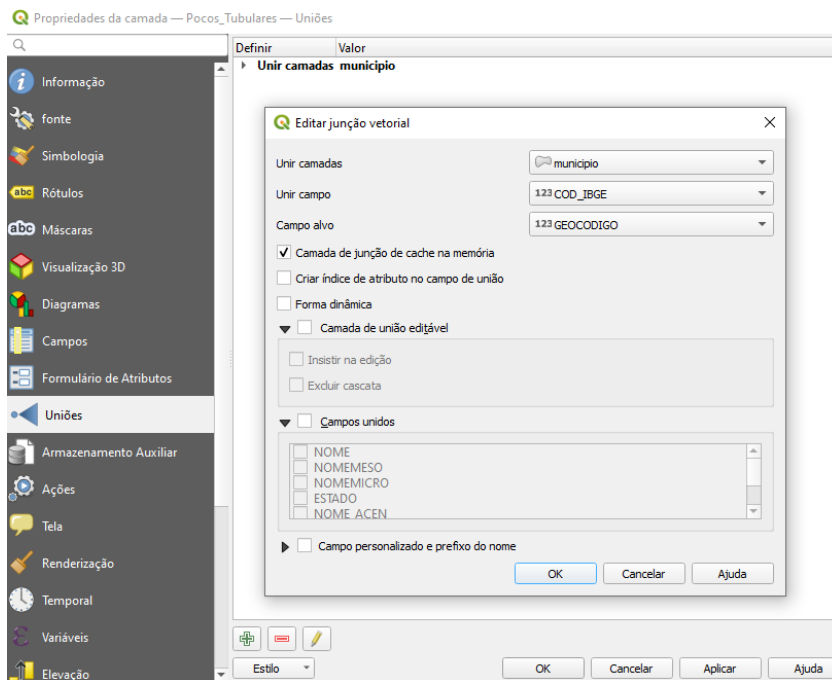 Propriedades da camada — Pocos_Tubulares — Uniões
Definir Valor
Unir camadas municipio
Informação
fonte
Simbologia
abc Rótulos
abc Máscaras
Visualização 3D
Diagramas
Campos
Formulário de Atributos
Uniões
Armazenamento Auxiliar
Ações
Tela
Renderização
Temporal
Variáveis
Elevação
Editar junção vetorial
Unir camadas municipio
Unir campo 123 COD_IBGE
Campo alvo 123 GEOCODIGO
Camada de junção de cache na memória
Criar índice de atributo no campo de união
Forma dinâmica
Camada de união editável
Insistir na edição
Excluir cascata
Campos unidos
NOME
NOMEMESO
NOMEMICRO
ESTADO
NOME_ACEN
Campo personalizado e prefixo do nome
OK Cancelar Ajuda
Estilo OK Cancelar Aplicar Ajuda